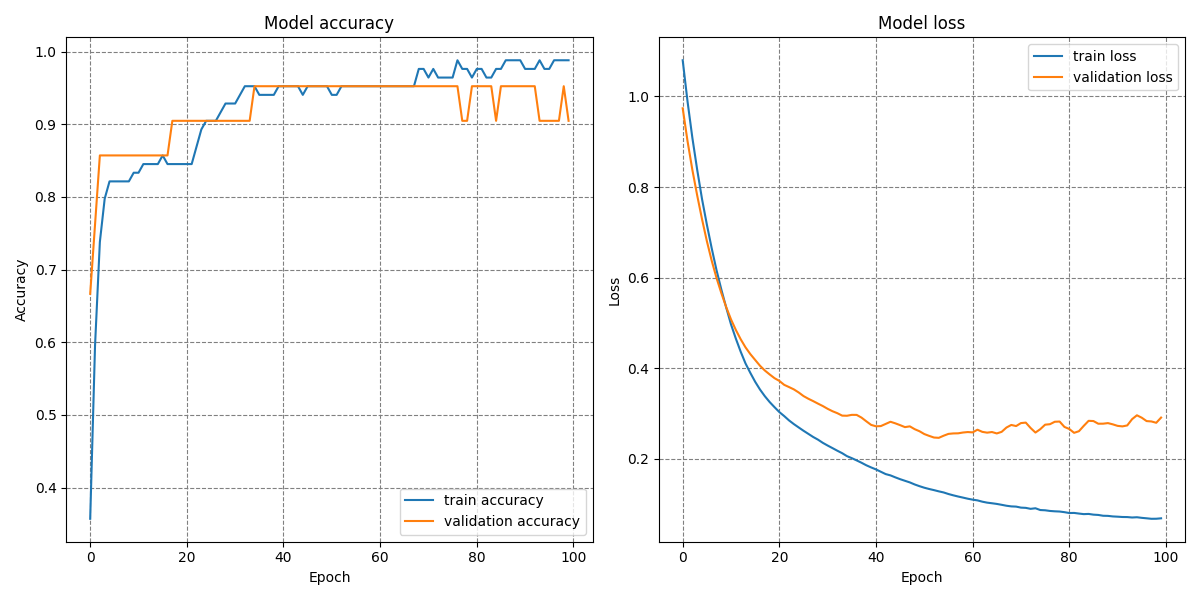 Model accuracy
1.0
0.9
0.8
0.7
0.6
0.5
0.4
Accuracy
0 20 40 60 80 100
Epoch
train accuracy
validation accuracy
Model loss
1.0
0.8
0.6
0.4
0.2
Loss
0 20 40 60 80 100
Epoch
train loss
validation loss